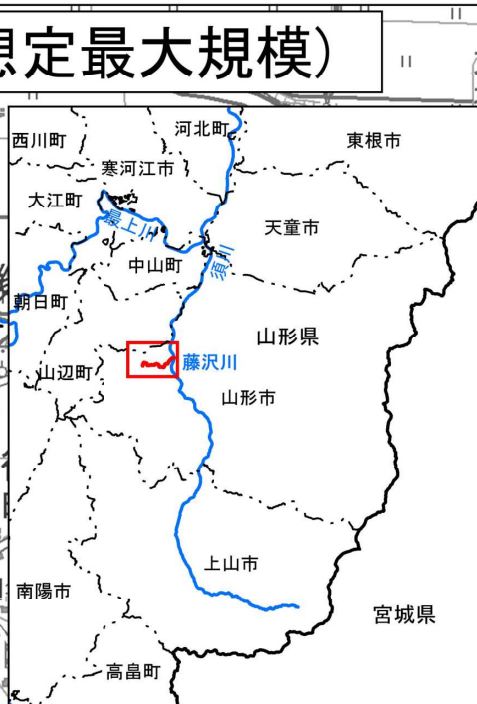 想定最大規模）
西川町
河北町
東根市
寒河江市
大江町
最上川
天童市
中山町
須川
朝日町
山形県
山辺町
藤沢川
山形市
上山市
南陽市
宮城県
高畠町